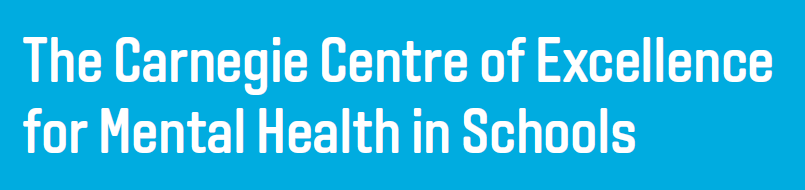 The Carnegie Centre of Excellence
for Mental Health in Schools